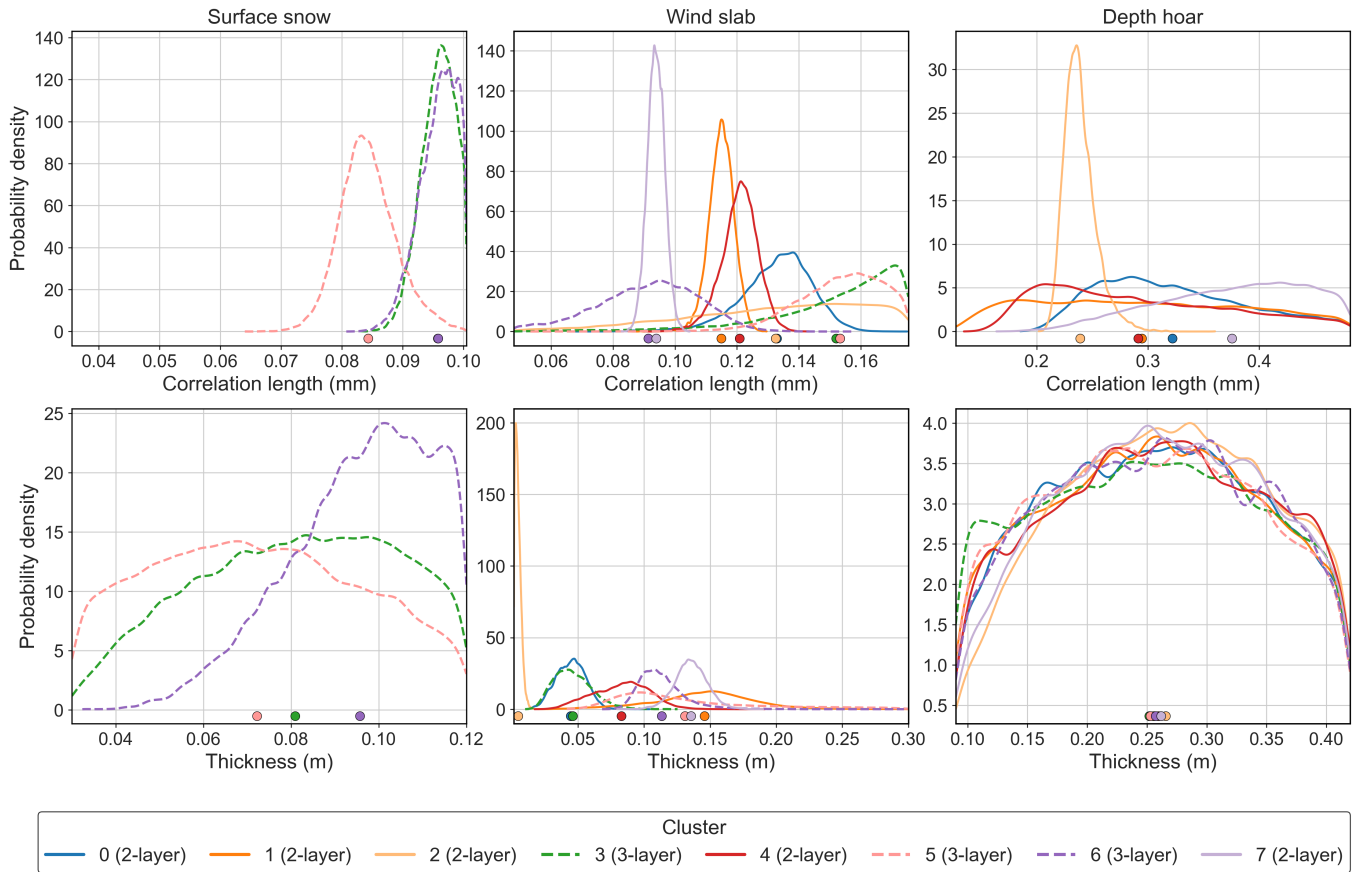 Surface snow
Wind slab
Depth hoar
Probability density
140
120
100
80
60
40
20
0
0.04 0.05 0.06 0.07 0.08 0.09 0.10
Correlation length (mm)
140
120
100
80
60
40
20
0
0.06 0.08 0.10 0.12 0.14 0.16
Correlation length (mm)
30
25
20
15
10
5
0
0.2 0.3 0.4
Correlation length (mm)
Probability density
25
20
15
10
5
0
0.04 0.06 0.08 0.10 0.12
Thickness (m)
200
150
100
50
0
0.05 0.10 0.15 0.20 0.25 0.30
Thickness (m)
4.0
3.5
3.0
2.5
2.0
1.5
1.0
0.5
0.10 0.15 0.20 0.25 0.30 0.35 0.40
Thickness (m)
Cluster
0 (2-layer) 1 (2-layer) 2 (2-layer) 3 (3-layer) 4 (2-layer) 5 (3-layer) 6 (3-layer) 7 (2-layer)